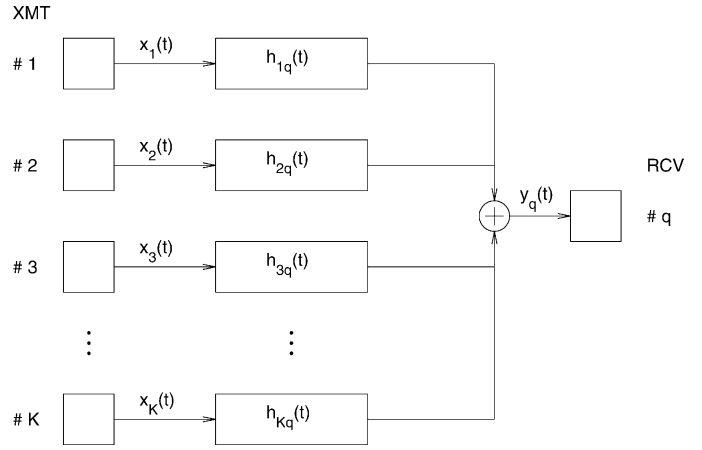 XMT
# 1 x1(t) h1q(t)
# 2 x2(t) h2q(t) RCV
yq(t) # q
# 3 x3(t) h3q(t)
# K xK(t) hKq(t)